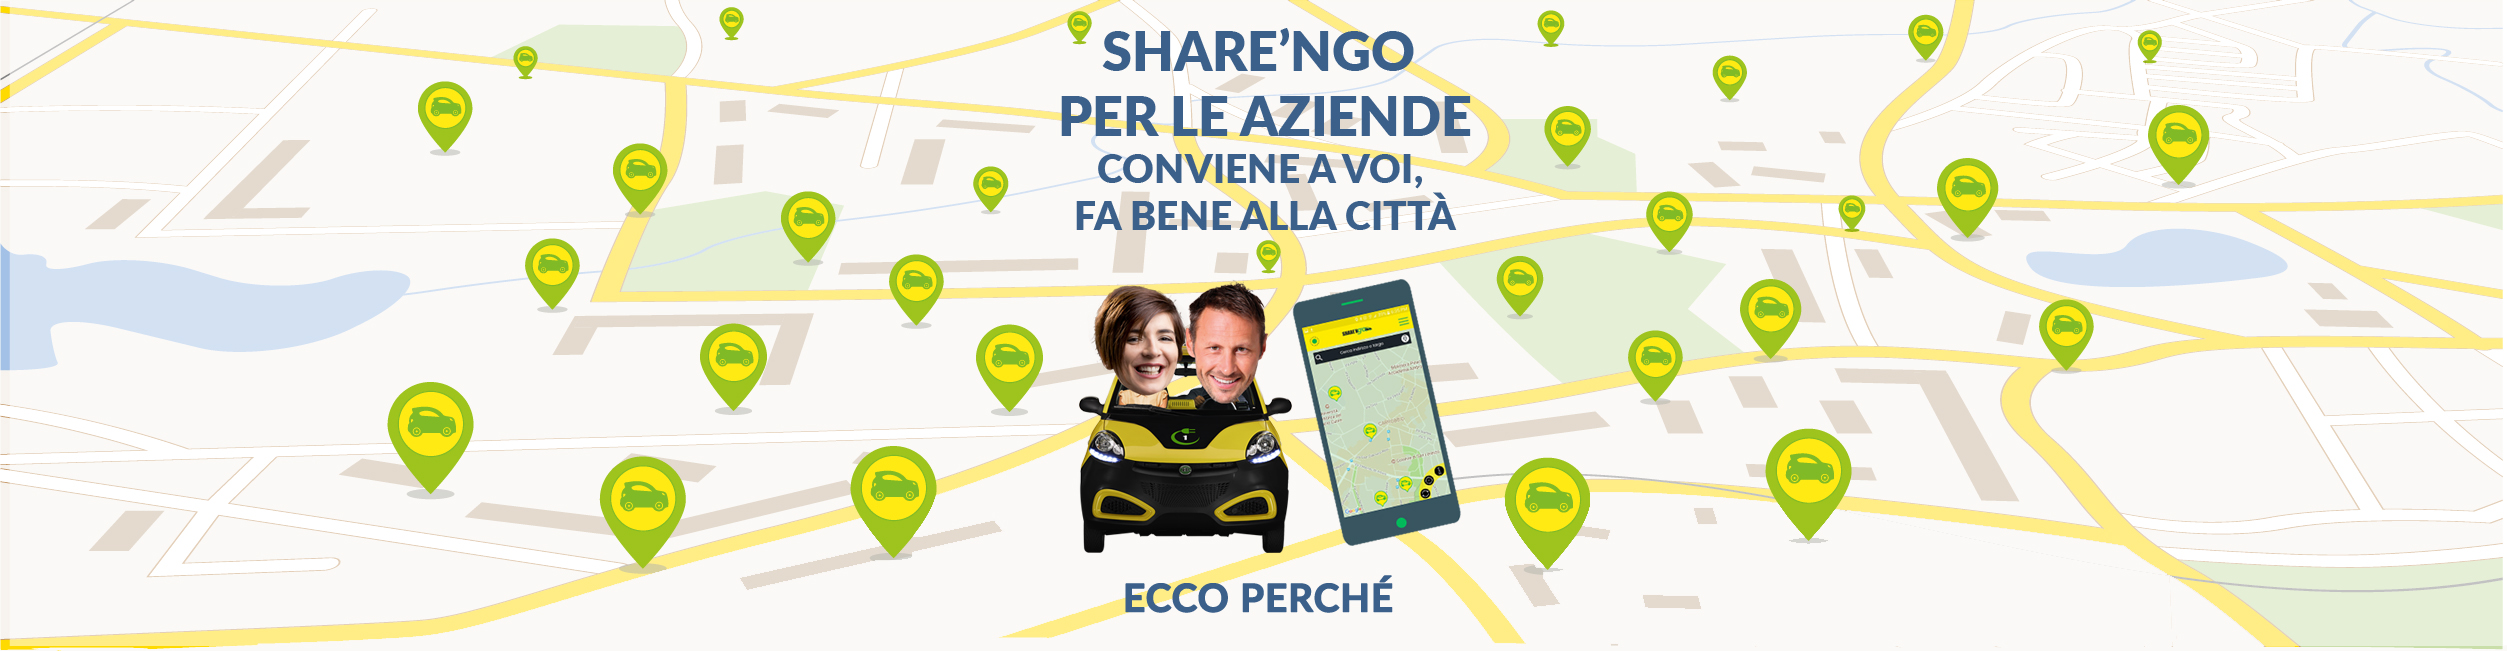 SHARE'NGO
PER LE AZIENDE
CONVIENE A VOI,
FA BENE ALLA CITTÀ
ECCO PERCHÉ